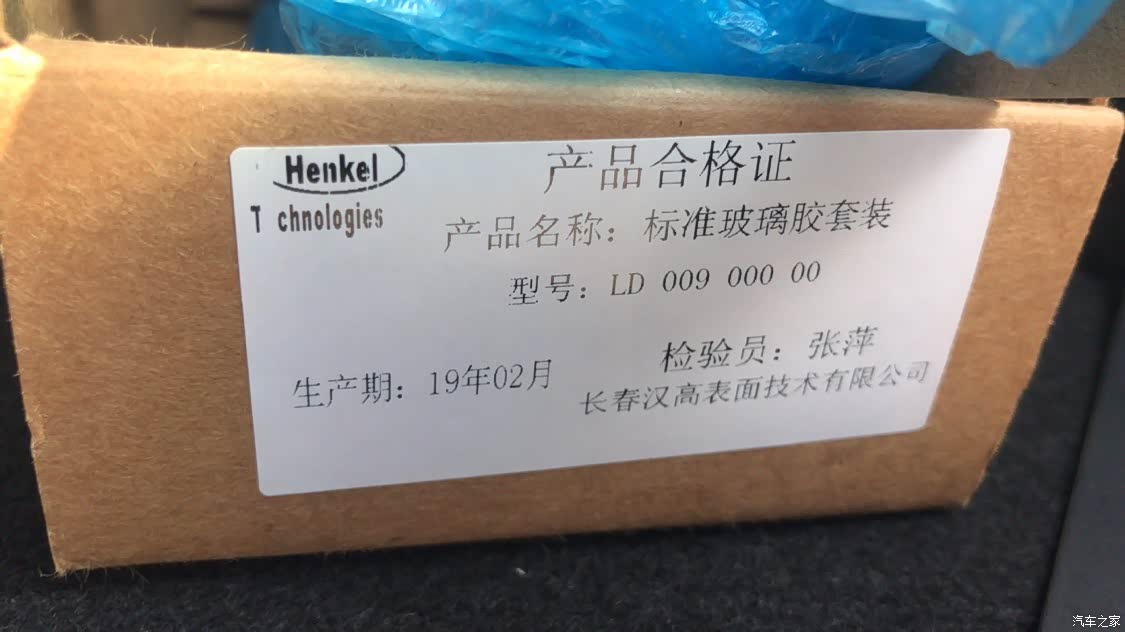 Henkel
T chnologies
产品合格证
产品名称：标准玻璃胶套装
型号：LD 009 000 00
检验员：张萍
生产期：19年02月
长春汉高表面技术有限公司
汽车之家